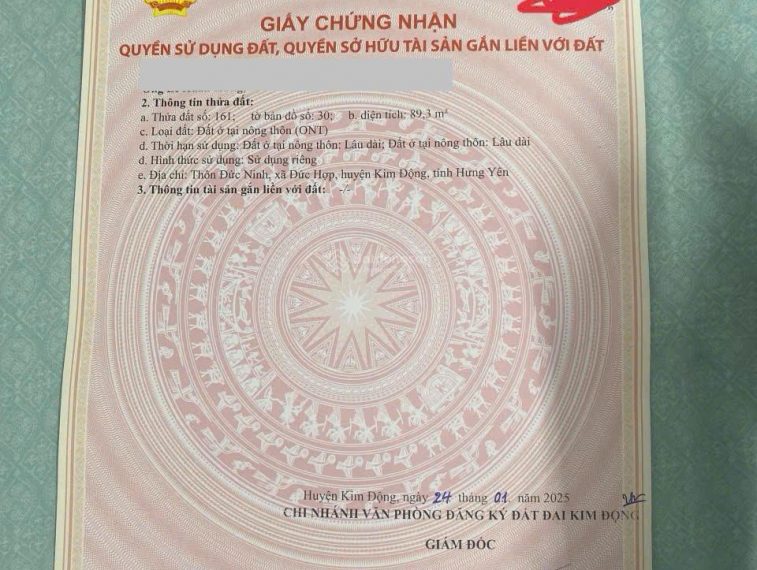 GIẤY CHỨNG NHẬN
QUYỀN SỬ DỤNG ĐẤT, QUYỀN SỞ HỮU TÀI SẢN GẮN LIỀN VỚI ĐẤT
2. Thông tin thửa đất:
a. Thửa đất số: 161; tờ bản đồ số: 30; b. diện tích: 89,3 m²
c. Loại đất: Đất ở tại nông thôn (ONT)
d. Thời hạn sử dụng: Đất ở tại nông thôn: Lâu dài; Đất ở tại nông thôn: Lâu dài
đ. Hình thức sử dụng: Sử dụng riêng
e. Địa chỉ: Thôn Đức Ninh, xã Đức Hợp, huyện Kim Động, tỉnh Hưng Yên
3. Thông tin tài sản gắn liền với đất: -/-
Huyện Kim Động, ngày 24 tháng 01 năm 2025
CHI NHÁNH VĂN PHÒNG ĐĂNG KÝ ĐẤT ĐAI KIM ĐỘNG
GIÁM ĐỐC